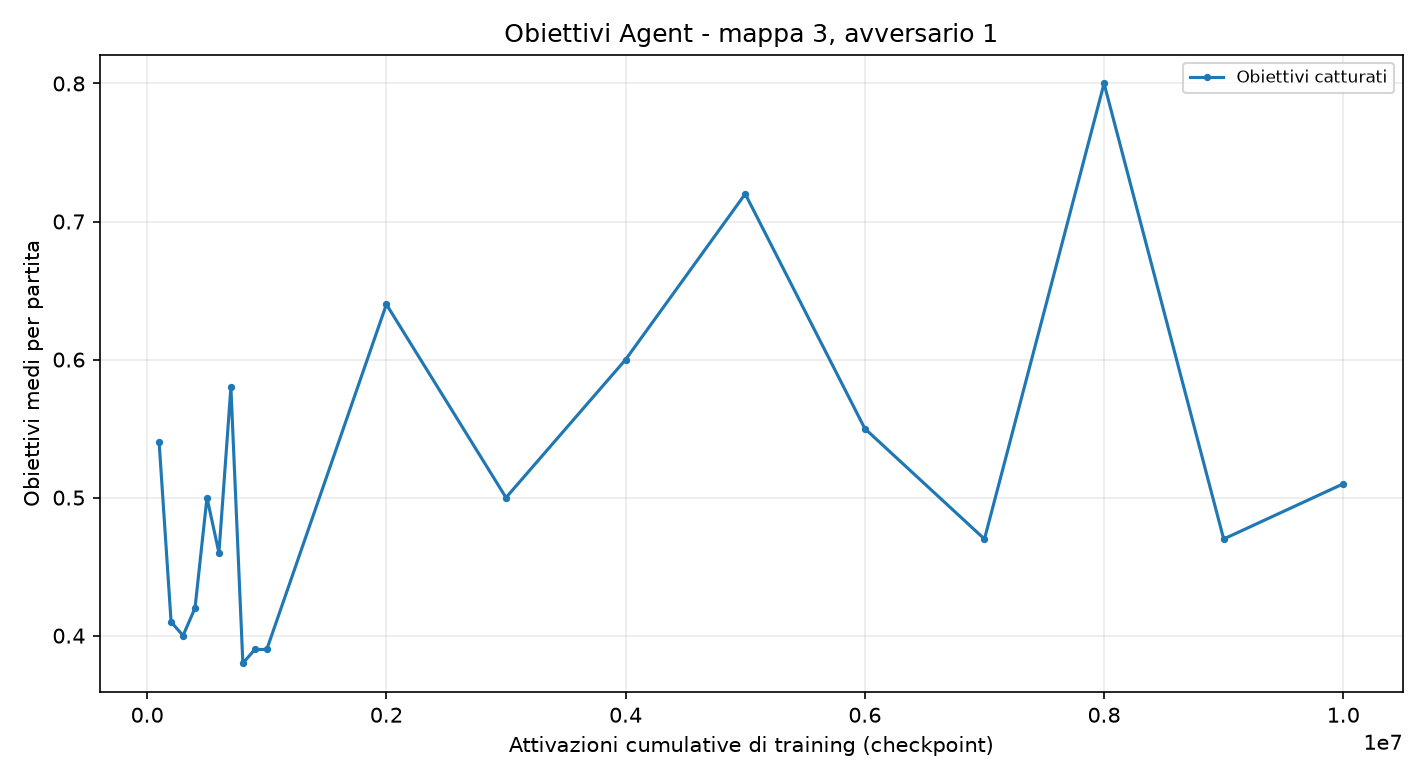 Obiettivi Agent - mappa 3, avversario 1
Obiettivi catturati
Obiettivi medi per partita
0.8
0.7
0.6
0.5
0.4
0.0 0.2 0.4 0.6 0.8 1.0
1e7
Attivazioni cumulative di training (checkpoint)